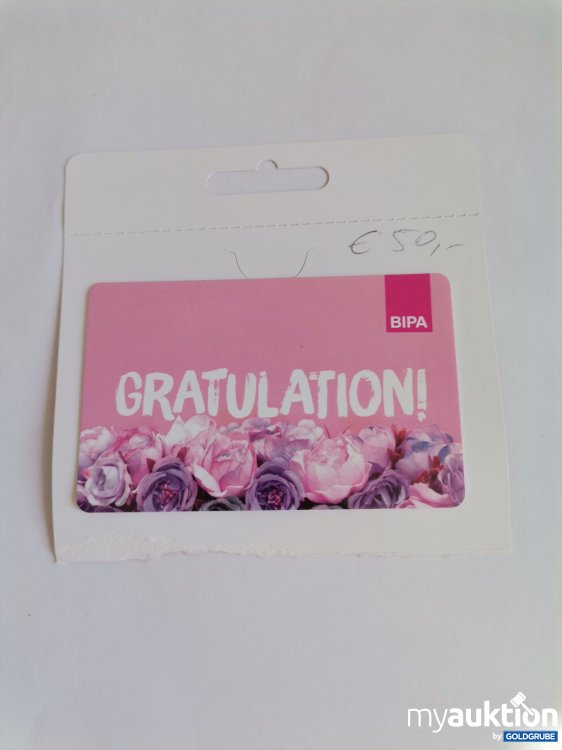 € 50,-
BIPA
GRATULATION!
myauktion
by GOLDGRUBE